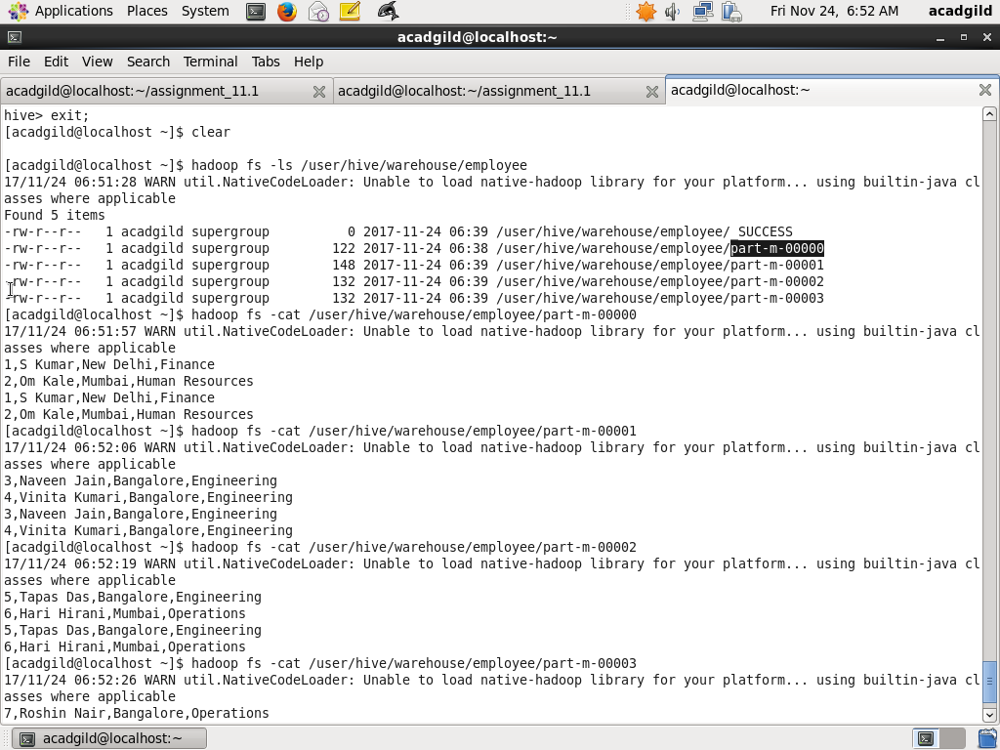 Applications Places System Fri Nov 24, 6:52 AM acadgild
acadgild@localhost:~
File Edit View Search Terminal Tabs Help
acadgild@localhost:~/assignment_11.1 acadgild@localhost:~/assignment_11.1 acadgild@localhost:~
hive> exit;
[acadgild@localhost ~]$ clear
[acadgild@localhost ~]$ hadoop fs -ls /user/hive/warehouse/employee
17/11/24 06:51:28 WARN util.NativeCodeLoader: Unable to load native-hadoop library for your platform... using builtin-java cl
asses where applicable
Found 5 items
-rw-r--r--   1 acadgild supergroup          0 2017-11-24 06:39 /user/hive/warehouse/employee/_SUCCESS
-rw-r--r--   1 acadgild supergroup        122 2017-11-24 06:38 /user/hive/warehouse/employee/part-m-00000
-rw-r--r--   1 acadgild supergroup        148 2017-11-24 06:39 /user/hive/warehouse/employee/part-m-00001
-rw-r--r--   1 acadgild supergroup        132 2017-11-24 06:39 /user/hive/warehouse/employee/part-m-00002
-rw-r--r--   1 acadgild supergroup        132 2017-11-24 06:39 /user/hive/warehouse/employee/part-m-00003
[acadgild@localhost ~]$ hadoop fs -cat /user/hive/warehouse/employee/part-m-00000
17/11/24 06:51:57 WARN util.NativeCodeLoader: Unable to load native-hadoop library for your platform... using builtin-java cl
asses where applicable
1,S Kumar,New Delhi,Finance
2,Om Kale,Mumbai,Human Resources
1,S Kumar,New Delhi,Finance
2,Om Kale,Mumbai,Human Resources
[acadgild@localhost ~]$ hadoop fs -cat /user/hive/warehouse/employee/part-m-00001
17/11/24 06:52:06 WARN util.NativeCodeLoader: Unable to load native-hadoop library for your platform... using builtin-java cl
asses where applicable
3,Naveen Jain,Bangalore,Engineering
4,Vinita Kumari,Bangalore,Engineering
3,Naveen Jain,Bangalore,Engineering
4,Vinita Kumari,Bangalore,Engineering
[acadgild@localhost ~]$ hadoop fs -cat /user/hive/warehouse/employee/part-m-00002
17/11/24 06:52:19 WARN util.NativeCodeLoader: Unable to load native-hadoop library for your platform... using builtin-java cl
asses where applicable
5,Tapas Das,Bangalore,Engineering
6,Hari Hirani,Mumbai,Operations
5,Tapas Das,Bangalore,Engineering
6,Hari Hirani,Mumbai,Operations
[acadgild@localhost ~]$ hadoop fs -cat /user/hive/warehouse/employee/part-m-00003
17/11/24 06:52:26 WARN util.NativeCodeLoader: Unable to load native-hadoop library for your platform... using builtin-java cl
asses where applicable
7,Roshin Nair,Bangalore,Operations
acadgild@localhost:~